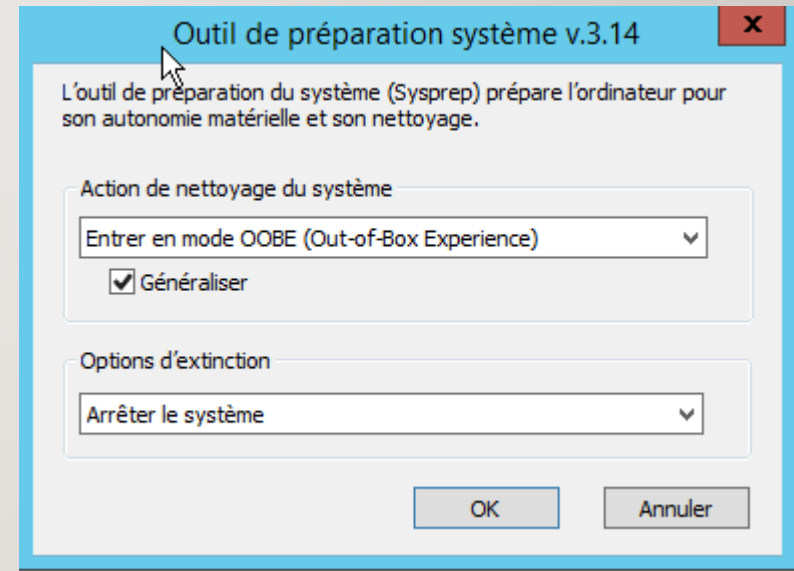 Outil de préparation système v.3.14
x
L'outil de préparation du système (Sysprep) prépare l'ordinateur pour
son autonomie matérielle et son nettoyage.
Action de nettoyage du système
Entrer en mode OOBE (Out-of-Box Experience)
Généraliser
Options d'extinction
Arrêter le système
OK
Annuler